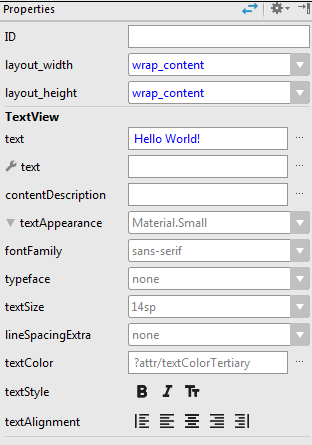 Properties
ID
layout_width wrap_content
layout_height wrap_content
TextView
text Hello World! ...
text ...
contentDescription
textAppearance Material.Small
fontFamily sans-serif
typeface none
textSize 14sp
lineSpacingExtra none
textColor ?attr/textColorTertiary ...
textStyle B I Tт
textAlignment